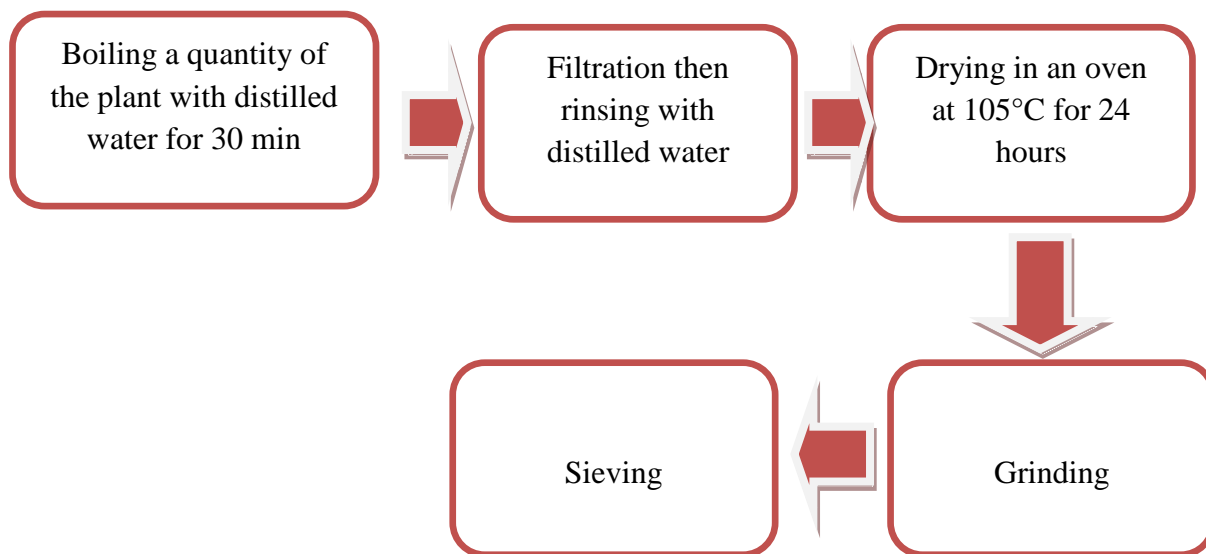 Boiling a quantity of
the plant with distilled
water for 30 min
Filtration then
rinsing with
distilled water
Drying in an oven
at 105°C for 24
hours
Grinding
Sieving